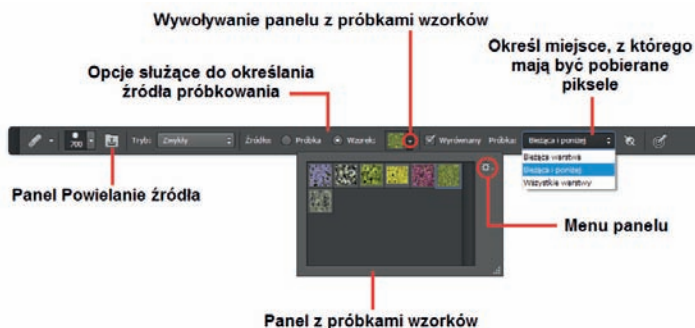 Wywoływanie panelu z próbkami wzorków
Określ miejsce, z którego
mają być pobierane
piksele
Opcje służące do określania
źródła próbkowania
700 Tryb: Zwykły Źródło: Próbka Wzorek: Wyrównany Próbka: Bieżąca i poniżej
Bieżąca warstwa
Bieżąca i poniżej
Wszystkie warstwy
Panel Powielanie źródła
Menu panelu
Panel z próbkami wzorków